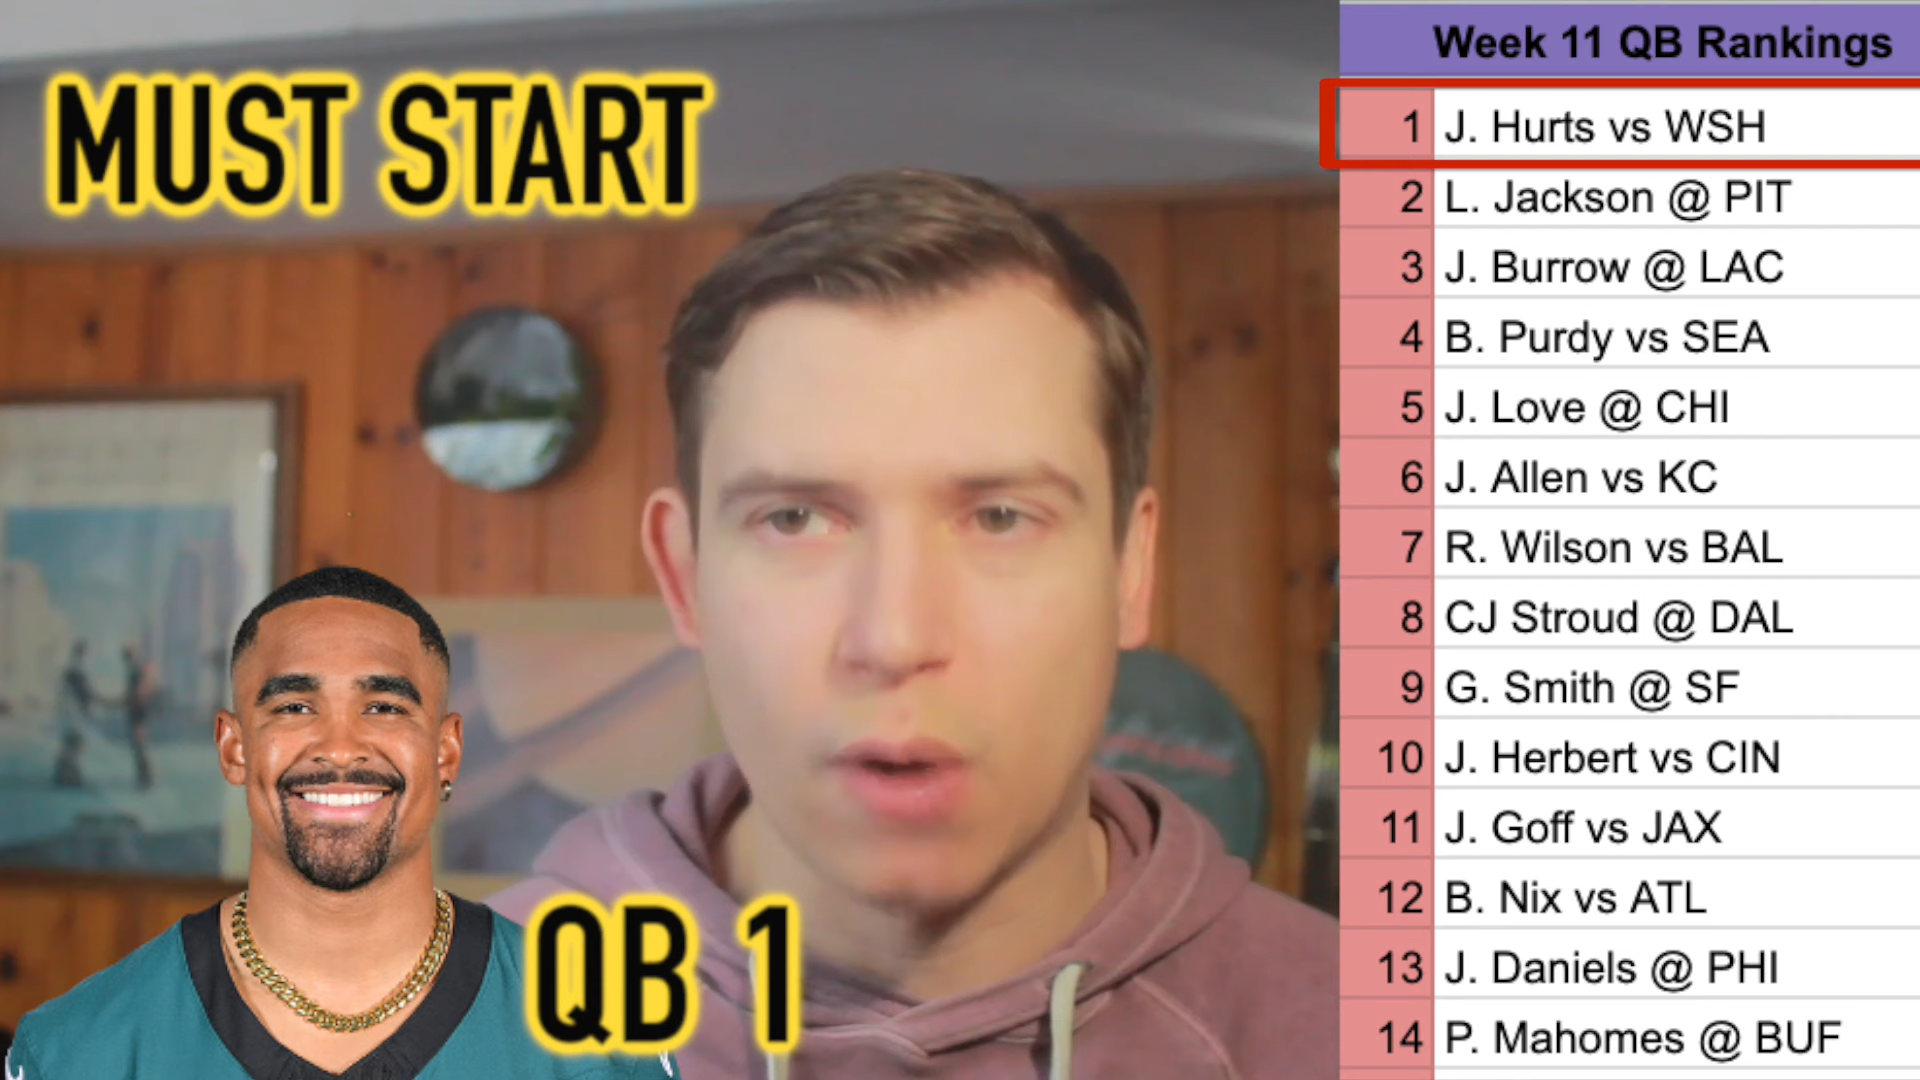 MUST START
QB 1
Week 11 QB Rankings
1 J. Hurts vs WSH
2 L. Jackson @ PIT
3 J. Burrow @ LAC
4 B. Purdy vs SEA
5 J. Love @ CHI
6 J. Allen vs KC
7 R. Wilson vs BAL
8 CJ Stroud @ DAL
9 G. Smith @ SF
10 J. Herbert vs CIN
11 J. Goff vs JAX
12 B. Nix vs ATL
13 J. Daniels @ PHI
14 P. Mahomes @ BUF